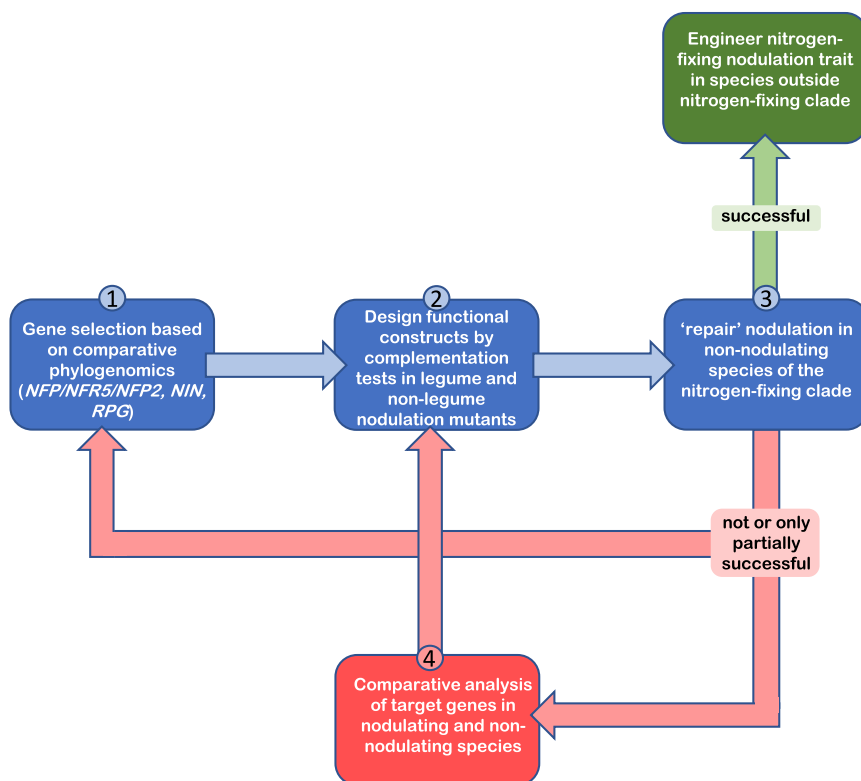 Engineer nitrogen-
fixing nodulation trait
in species outside
nitrogen-fixing clade
successful
1
Gene selection based
on comparative
phylogenomics
(NFP/NFR5/NFP2, NIN,
RPG)
2
Design functional
constructs by
complementation
tests in legume and
non-legume
nodulation mutants
3
‘repair’ nodulation in
non-nodulating
species of the
nitrogen-fixing clade
not or only
partially
successful
4
Comparative analysis
of target genes in
nodulating and non-
nodulating species